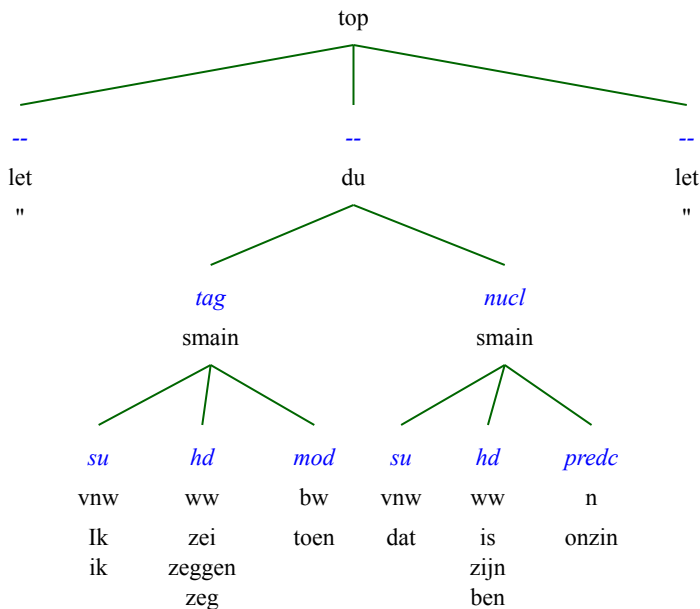 top
-- -- --
let du let
" "
tag nucl
smain smain
su hd mod su hd predc
vnw ww bw vnw ww n
Ik zei toen dat is onzin
ik zeggen zijn
zeg ben